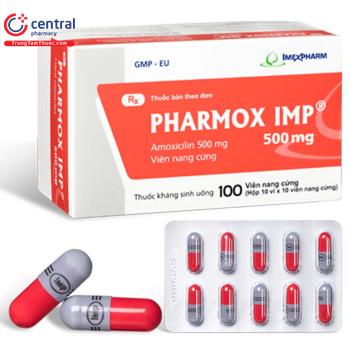 central
pharmacy
TrungTamThuoc.com
GMP - EU
IMEXPHARM
Rx Thuốc bán theo đơn
PHARMOX IMP®
500 mg
Amoxicilin 500 mg
Viên nang cứng
Thuốc kháng sinh uống 100 Viên nang cứng
(Hộp 10 vỉ x 10 viên nang cứng)
PHARMOX IMP
IMP
IMP